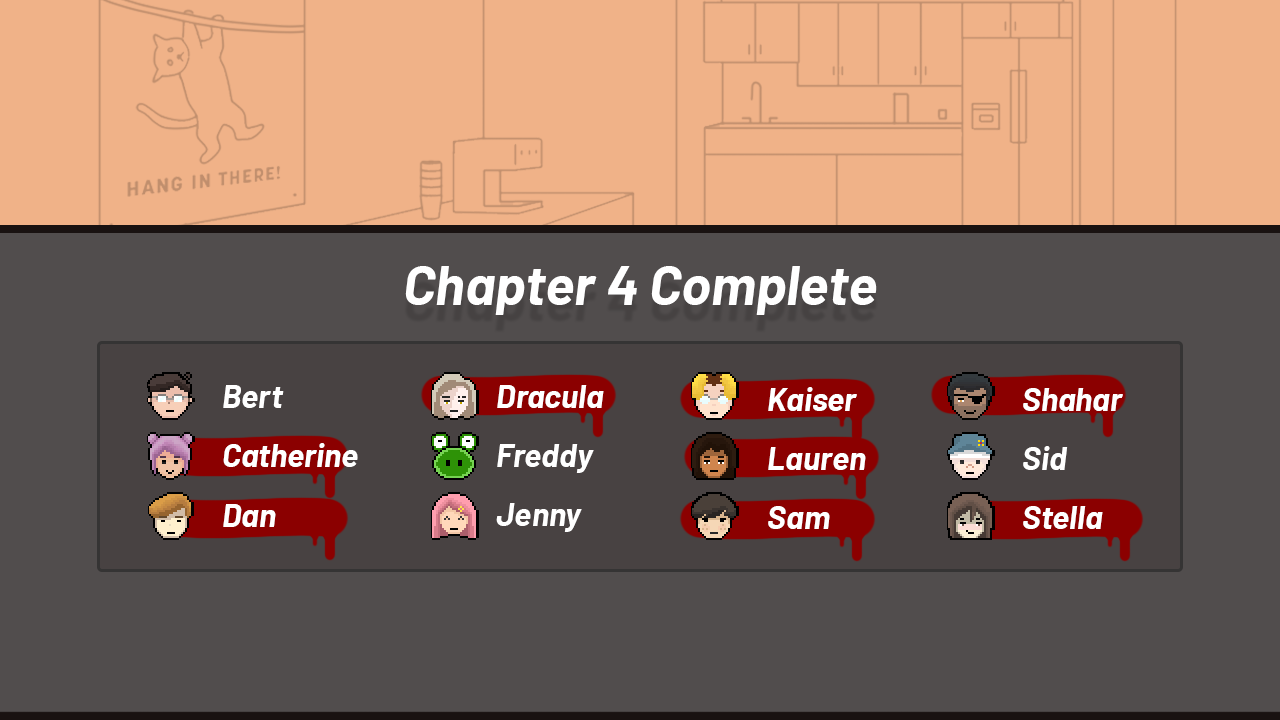 HANG IN THERE!
Chapter 4 Complete
Bert
Dracula
Kaiser
Shahar
Catherine
Freddy
Lauren
Sid
Dan
Jenny
Sam
Stella